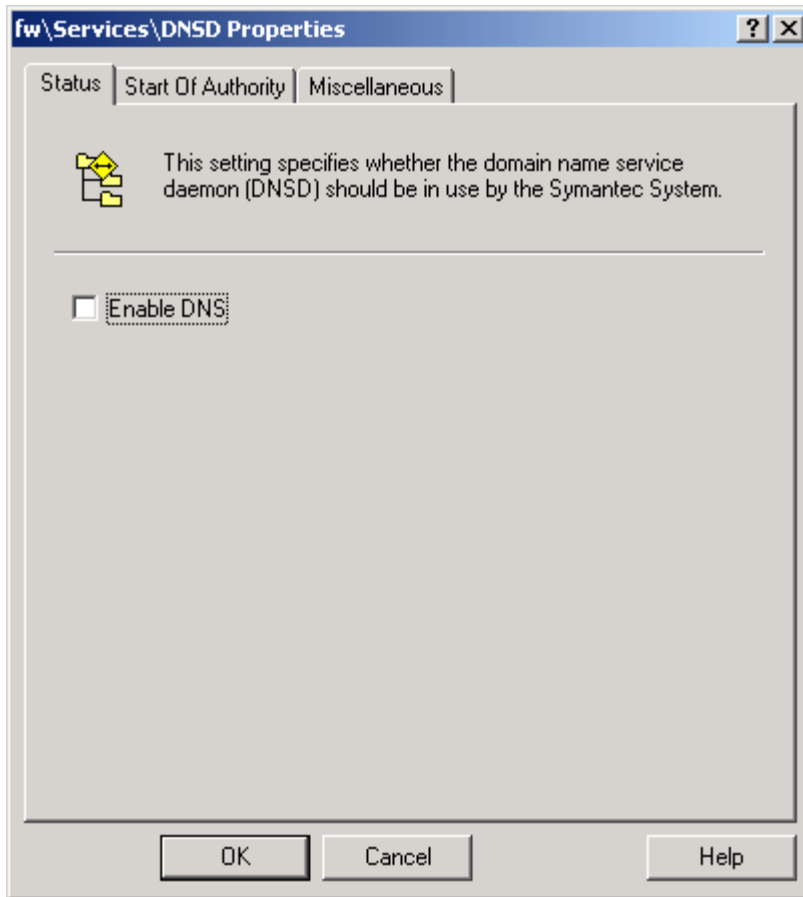 fw\Services\DNSD Properties
Status Start Of Authority Miscellaneous
This setting specifies whether the domain name service
daemon (DNSD) should be in use by the Symantec System.
Enable DNS
OK Cancel Help